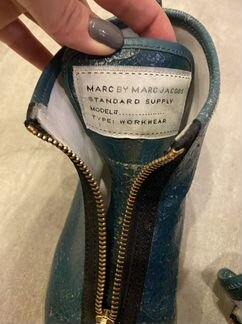 MARC BY MARC JACOBS
STANDARD SUPPLY
MODEL:
TYPE: WORKWEAR